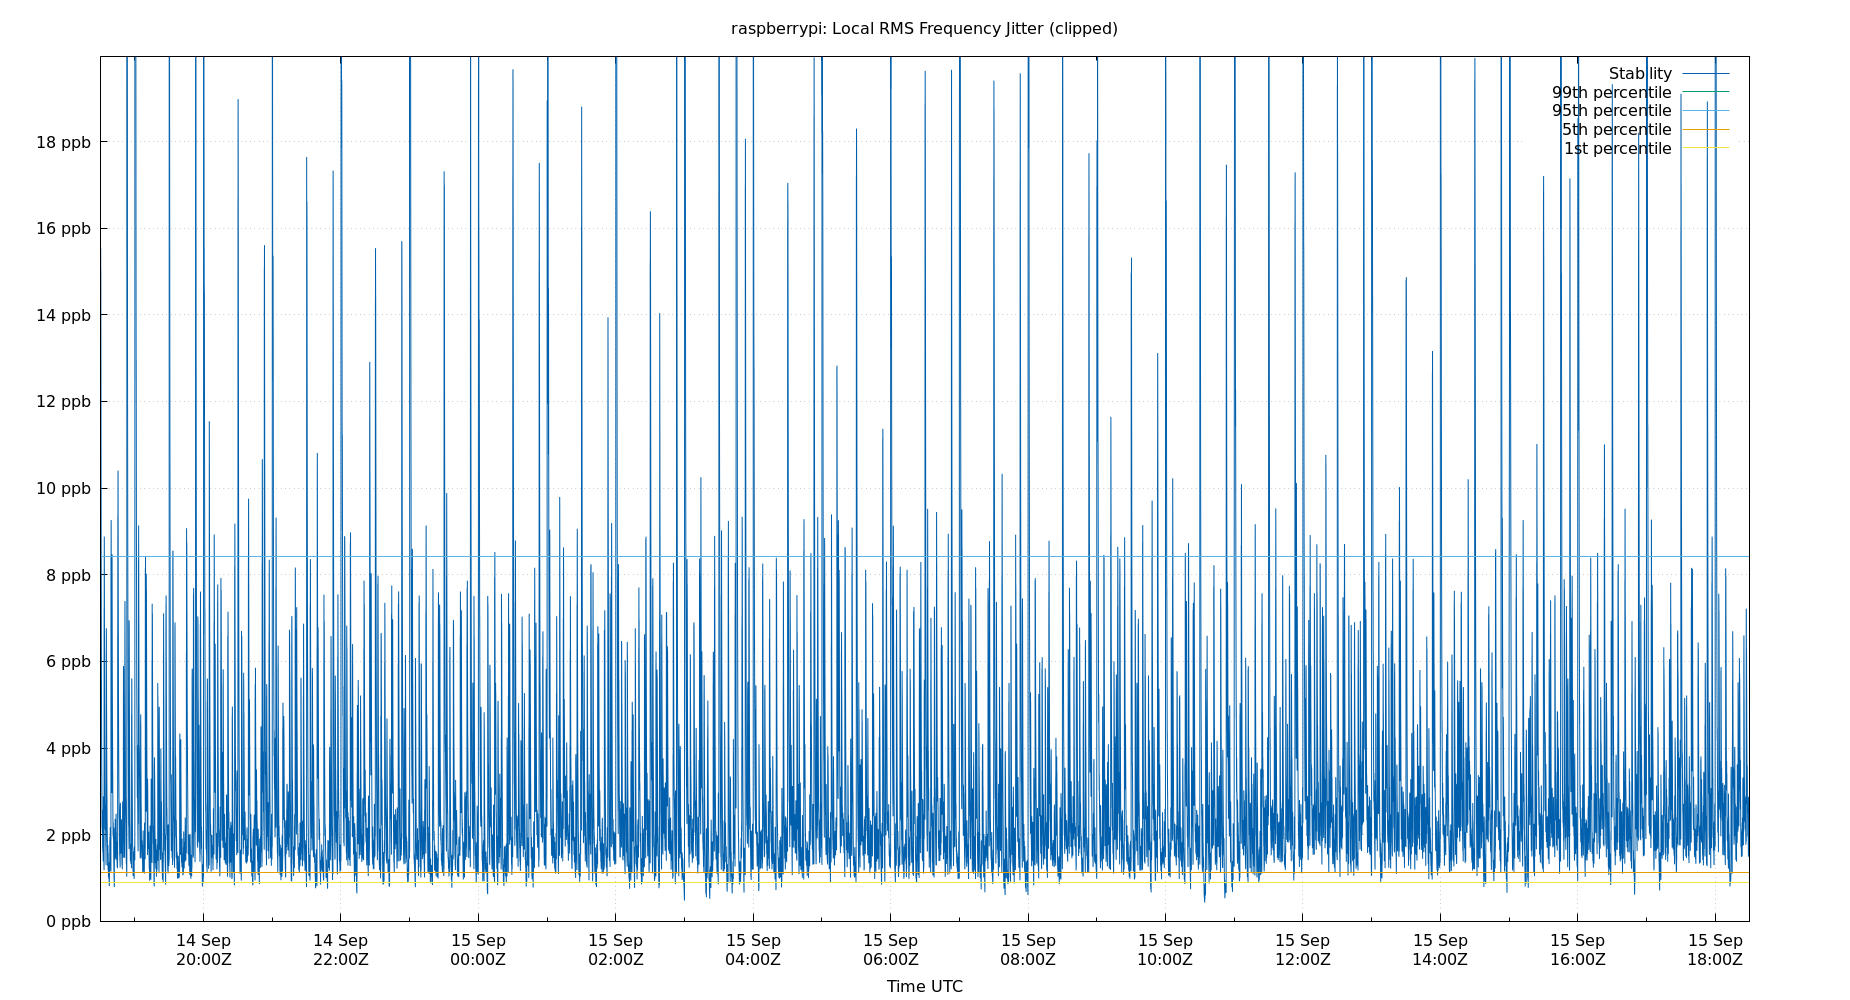 raspberrypi: Local RMS Frequency Jitter (clipped)
Stability
99th percentile
95th percentile
5th percentile
1st percentile
18 ppb
16 ppb
14 ppb
12 ppb
10 ppb
8 ppb
6 ppb
4 ppb
2 ppb
0 ppb
14 Sep 14 Sep 15 Sep 15 Sep 15 Sep 15 Sep 15 Sep 15 Sep 15 Sep 15 Sep 15 Sep 15 Sep
20:00Z 22:00Z 00:00Z 02:00Z 04:00Z 06:00Z 08:00Z 10:00Z 12:00Z 14:00Z 16:00Z 18:00Z
Time UTC